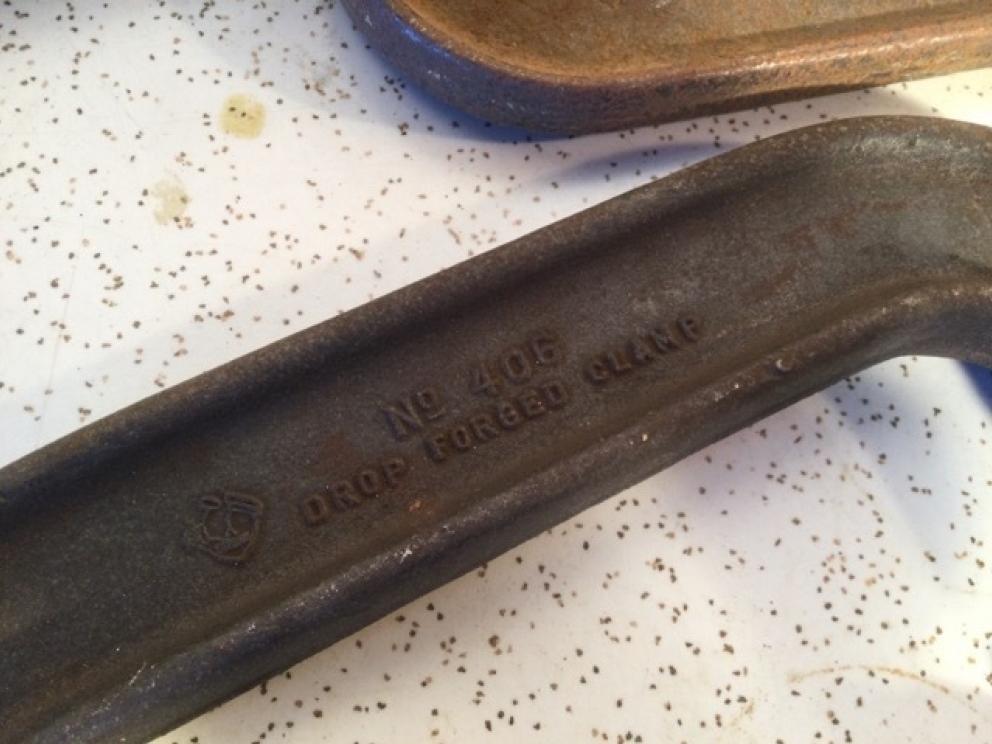 Nº 406
DROP FORGED CLAMP